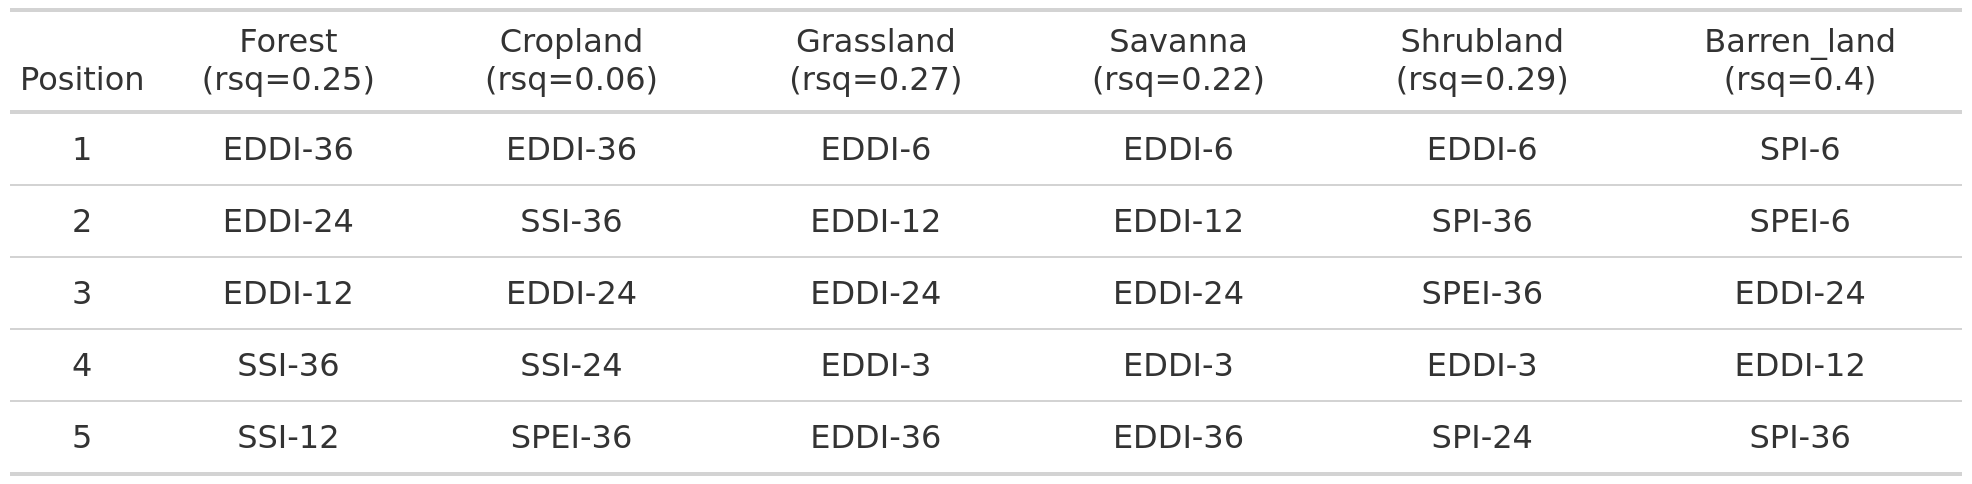 Position Forest (rsq=0.25) Cropland (rsq=0.06) Grassland (rsq=0.27) Savanna (rsq=0.22) Shrubland (rsq=0.29) Barren_land (rsq=0.4)
1 EDDI-36 EDDI-36 EDDI-6 EDDI-6 EDDI-6 SPI-6
2 EDDI-24 SSI-36 EDDI-12 EDDI-12 SPI-36 SPEI-6
3 EDDI-12 EDDI-24 EDDI-24 EDDI-24 SPEI-36 EDDI-24
4 SSI-36 SSI-24 EDDI-3 EDDI-3 EDDI-3 EDDI-12
5 SSI-12 SPEI-36 EDDI-36 EDDI-36 SPI-24 SPI-36